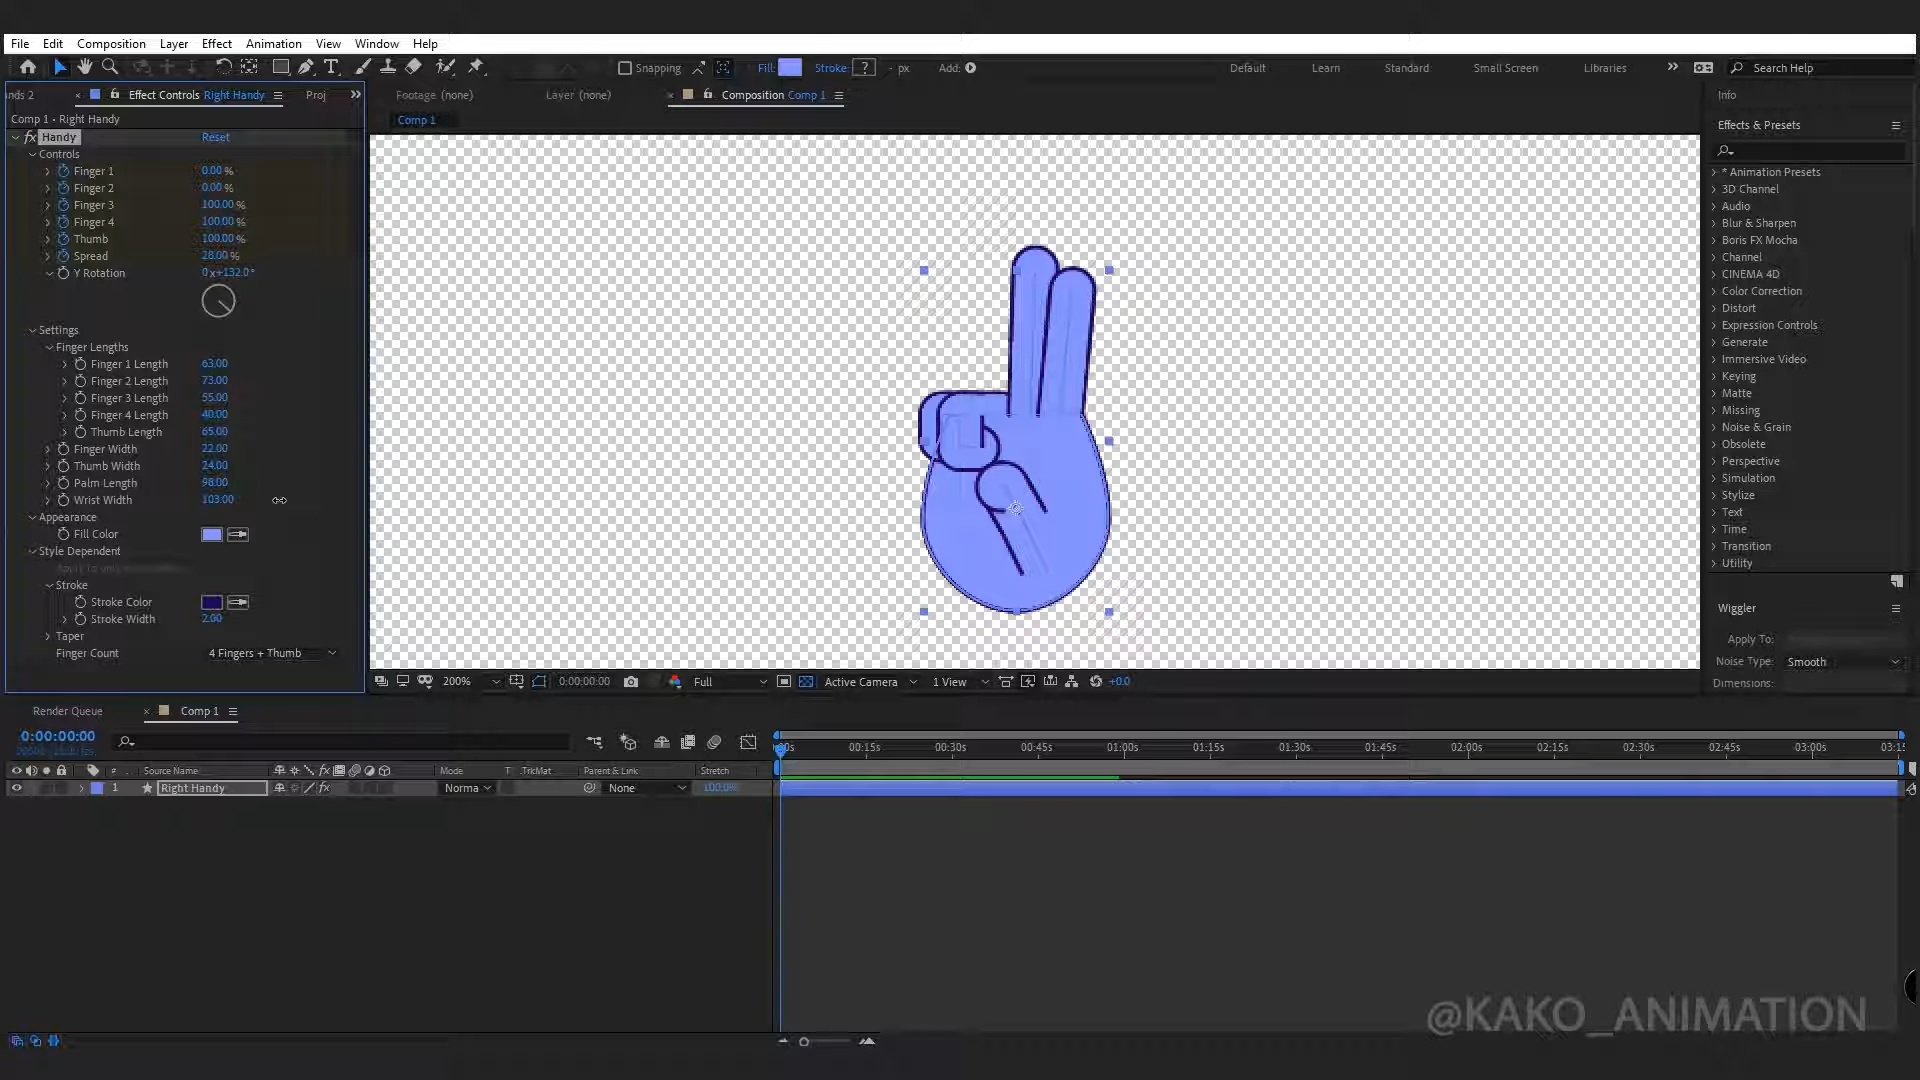 File Edit Composition Layer Effect Animation View Window Help
Snapping Fill: Stroke: ? - px Add: Default Learn Standard Small Screen Libraries Search Help
nds 2 × Effect Controls Right Handy Proj Footage (none) Layer (none) × Composition Comp 1 Info
Comp 1 • Right Handy Comp 1 Effects & Presets
fx Handy Reset
Controls
Finger 1 0.00 %
Finger 2 0.00 %
Finger 3 100.00 %
Finger 4 100.00 %
Thumb 100.00 %
Spread 28.00 %
Y Rotation 0 x+132.0°
Settings
Finger Lengths
Finger 1 Length 63.00
Finger 2 Length 73.00
Finger 3 Length 55.00
Finger 4 Length 40.00
Thumb Length 65.00
Finger Width 22.00
Thumb Width 24.00
Palm Length 98.00
Wrist Width 103.00
Appearance
Fill Color
Style Dependent
Stroke
Stroke Color
Stroke Width 2.00
Taper
Finger Count 4 Fingers + Thumb
* Animation Presets
3D Channel
Audio
Blur & Sharpen
Boris FX Mocha
Channel
CINEMA 4D
Color Correction
Distort
Expression Controls
Generate
Immersive Video
Keying
Matte
Missing
Noise & Grain
Obsolete
Perspective
Simulation
Stylize
Text
Time
Transition
Utility
Wiggler
Apply To:
Noise Type: Smooth
Dimensions:
200% 0:00:00:00 Full Active Camera 1 View +0.0
Render Queue × Comp 1
0:00:00:00
00:15s 00:30s 00:45s 01:00s 01:15s 01:30s 01:45s 02:00s 02:15s 02:30s 02:45s 03:00s 03:15
# Source Name fx Mode T .TrkMat Parent & Link Stretch
1 Right Handy fx Norma None 100.0%
@KAKO_ANIMATION